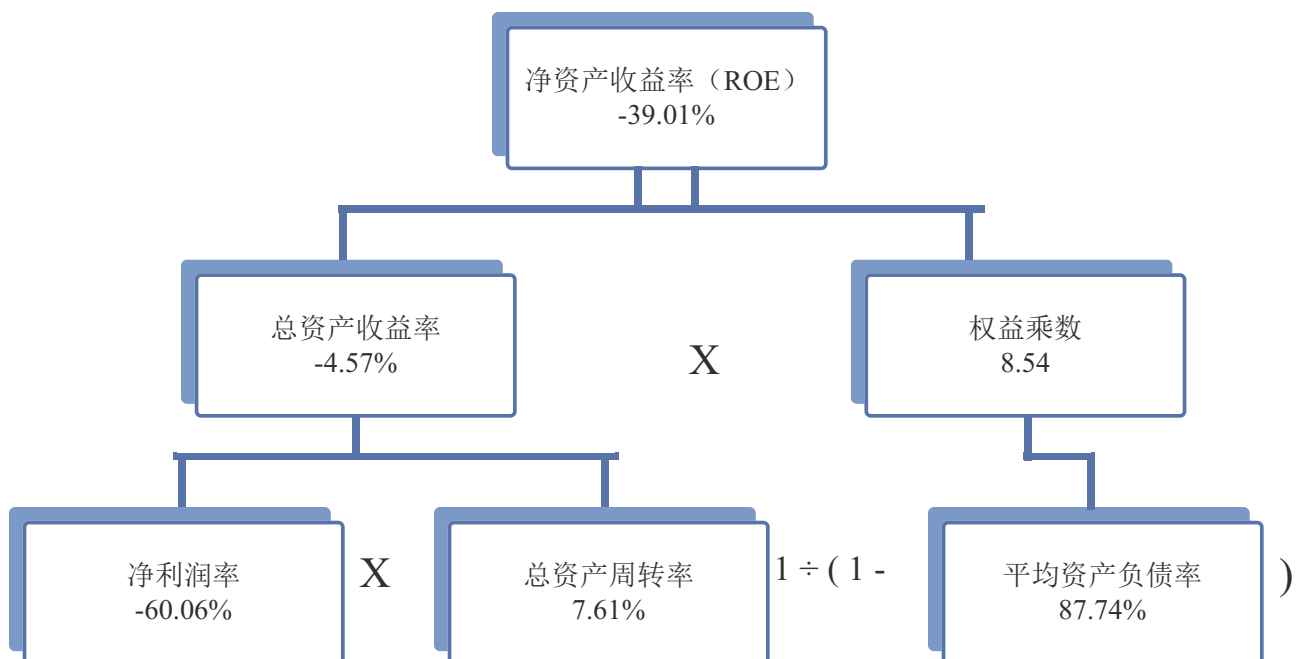 净资产收益率（ROE）
-39.01%
总资产收益率
-4.57%
X
权益乘数
8.54
净利润率
-60.06%
X
总资产周转率
7.61%
1 ÷ ( 1 -
平均资产负债率
87.74%
)